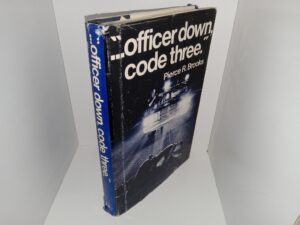 "...officer down,
code three."
Pierce R. Brooks
"...officer down, code three."